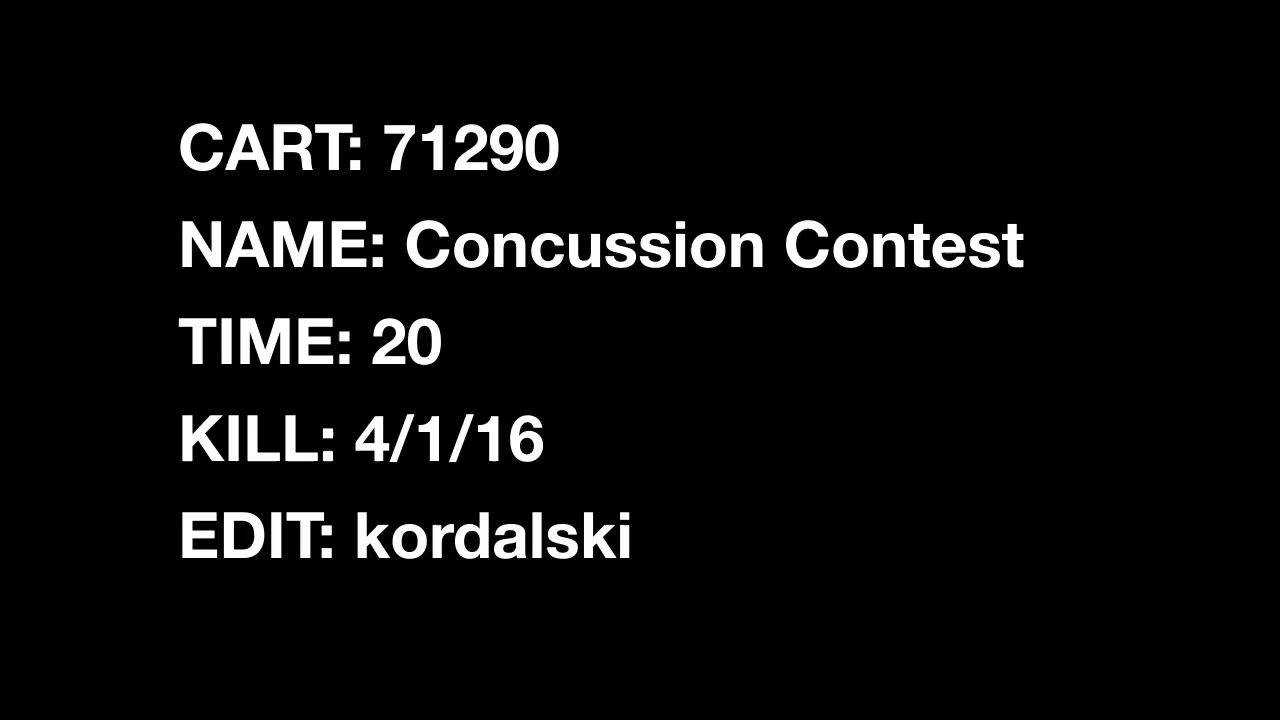 CART: 71290
NAME: Concussion Contest
TIME: 20
KILL: 4/1/16
EDIT: kordalski